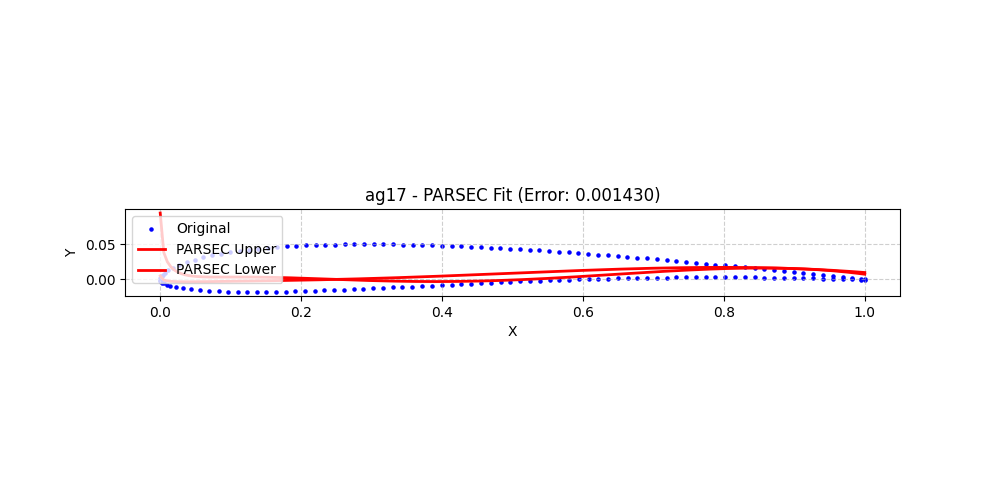 ag17 - PARSEC Fit (Error: 0.001430)
Y
0.05
0.00
Original
PARSEC Upper
PARSEC Lower
0.0 0.2 0.4 0.6 0.8 1.0
X